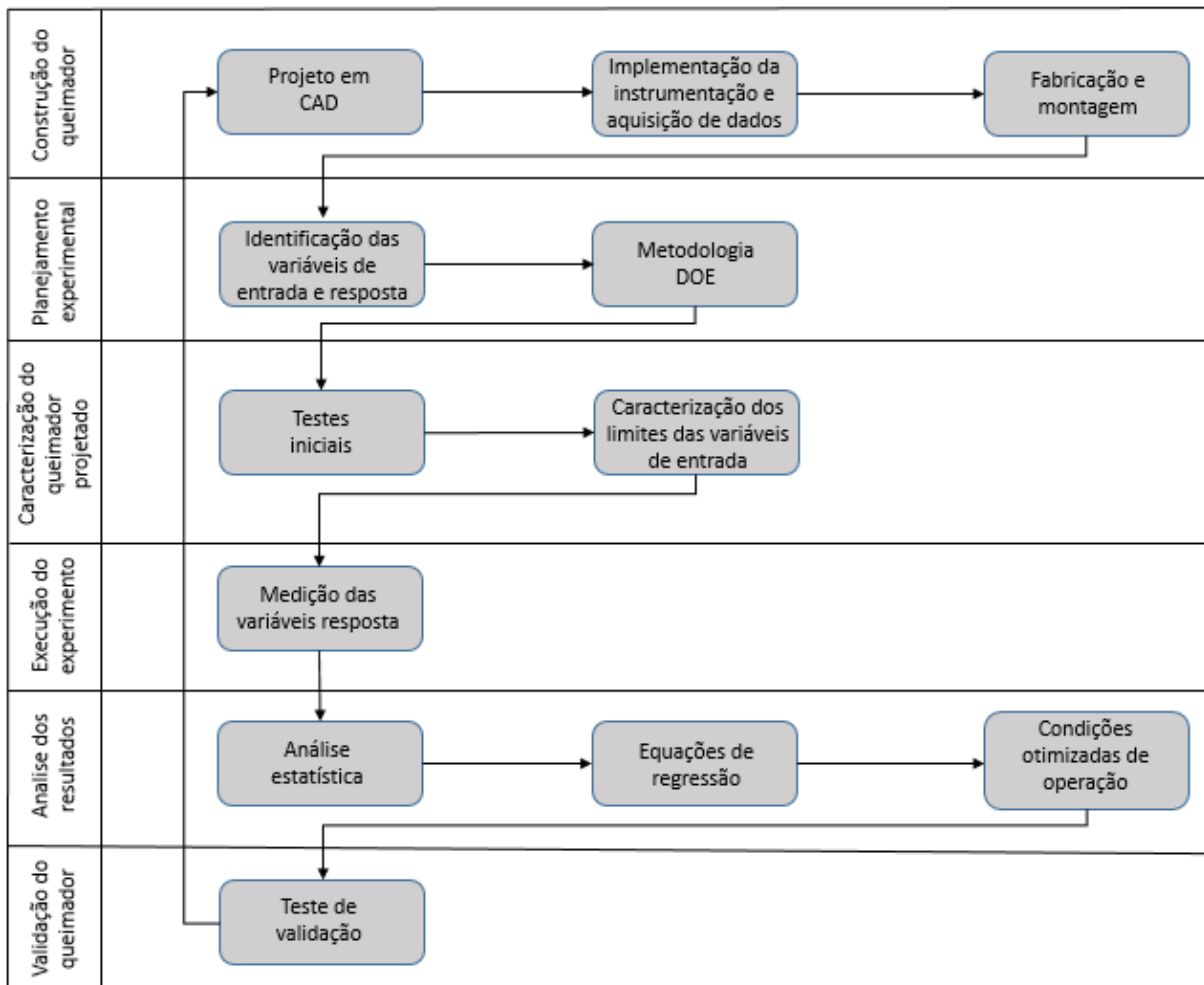 Construção do
queimador
Projeto em
CAD
Implementação da
instrumentação e
aquisição de dados
Fabricação e
montagem
Planejamento
experimental
Identificação das
variáveis de
entrada e resposta
Metodologia
DOE
Caracterização do
queimador
projetado
Testes
iniciais
Caracterização dos
limites das variáveis
de entrada
Execução do
experimento
Medição das
variáveis resposta
Analise dos
resultados
Análise
estatística
Equações de
regressão
Condições
otimizadas de
operação
Validação do
queimador
Teste de
validação